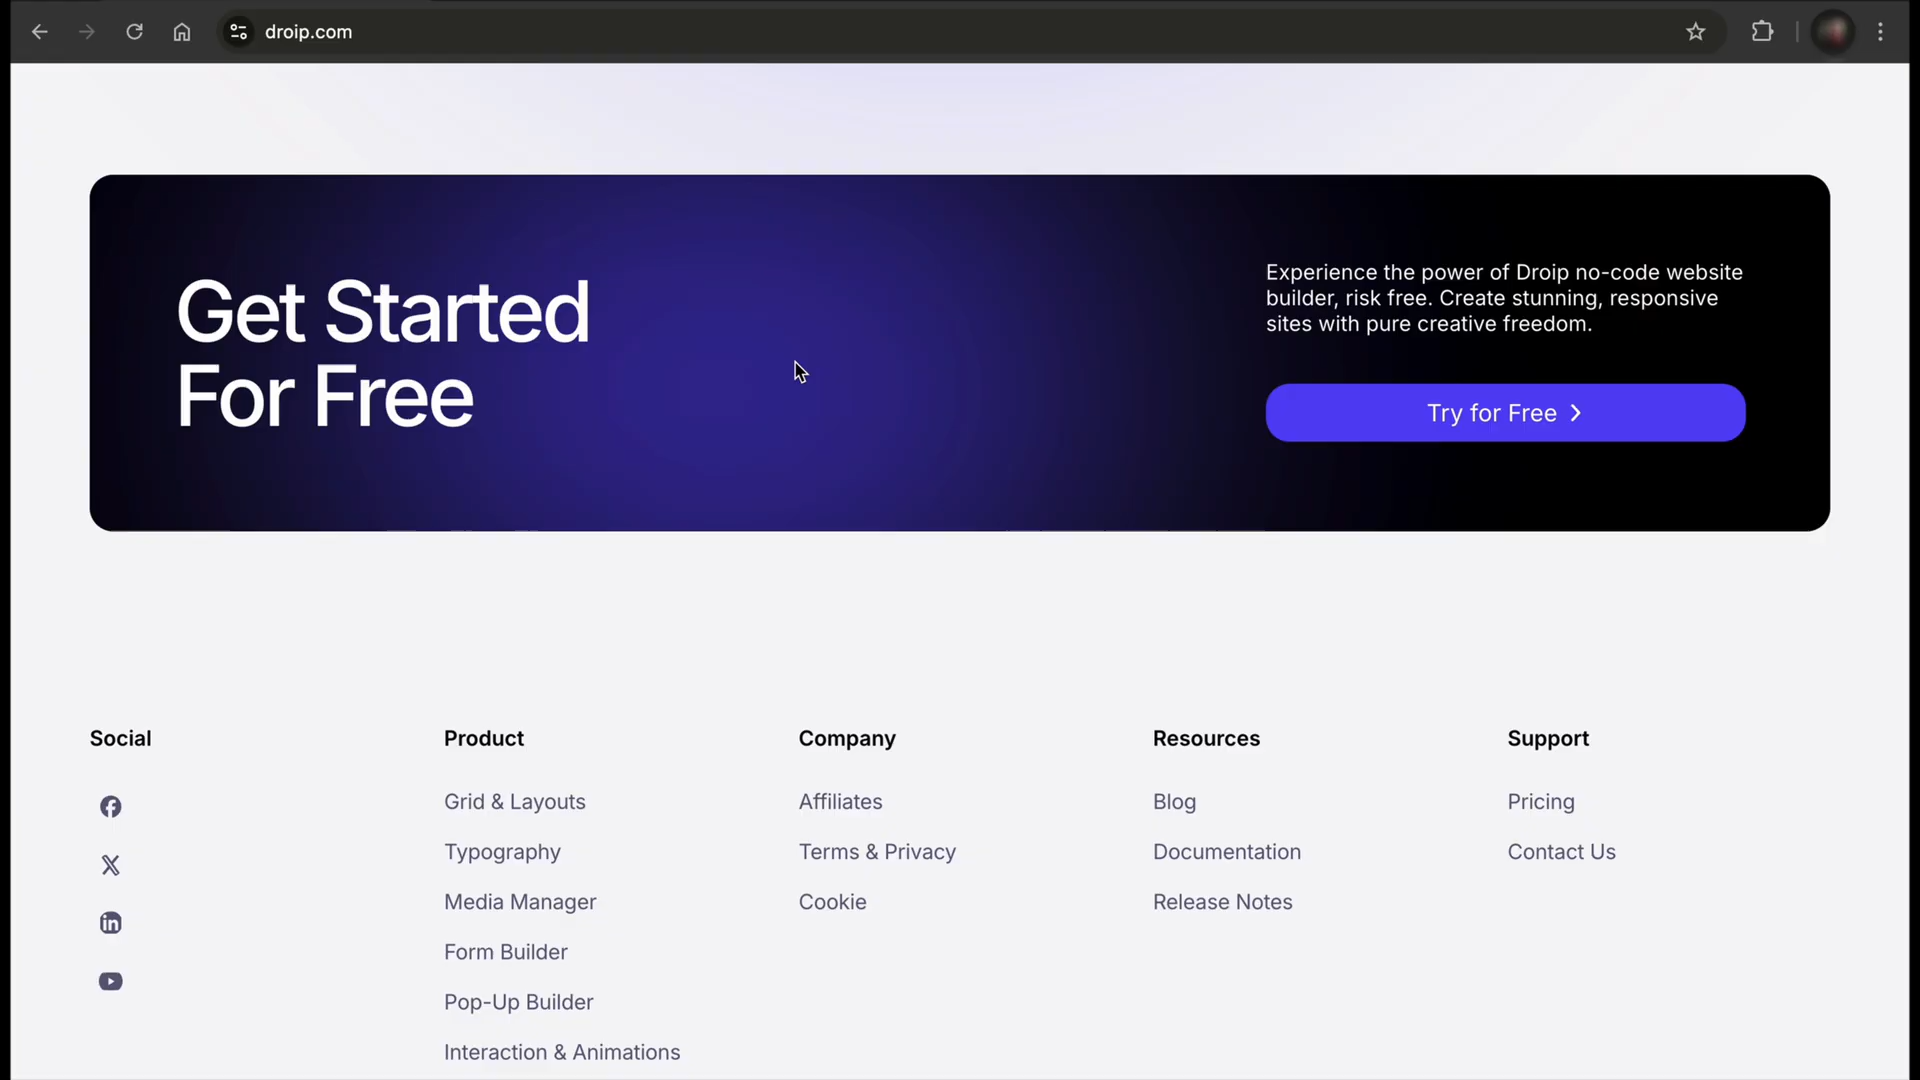 droip.com
Get Started
For Free
Experience the power of Droip no-code website
builder, risk free. Create stunning, responsive
sites with pure creative freedom.
Try for Free
Social
Product
Grid & Layouts
Typography
Media Manager
Form Builder
Pop-Up Builder
Interaction & Animations
Company
Affiliates
Terms & Privacy
Cookie
Resources
Blog
Documentation
Release Notes
Support
Pricing
Contact Us